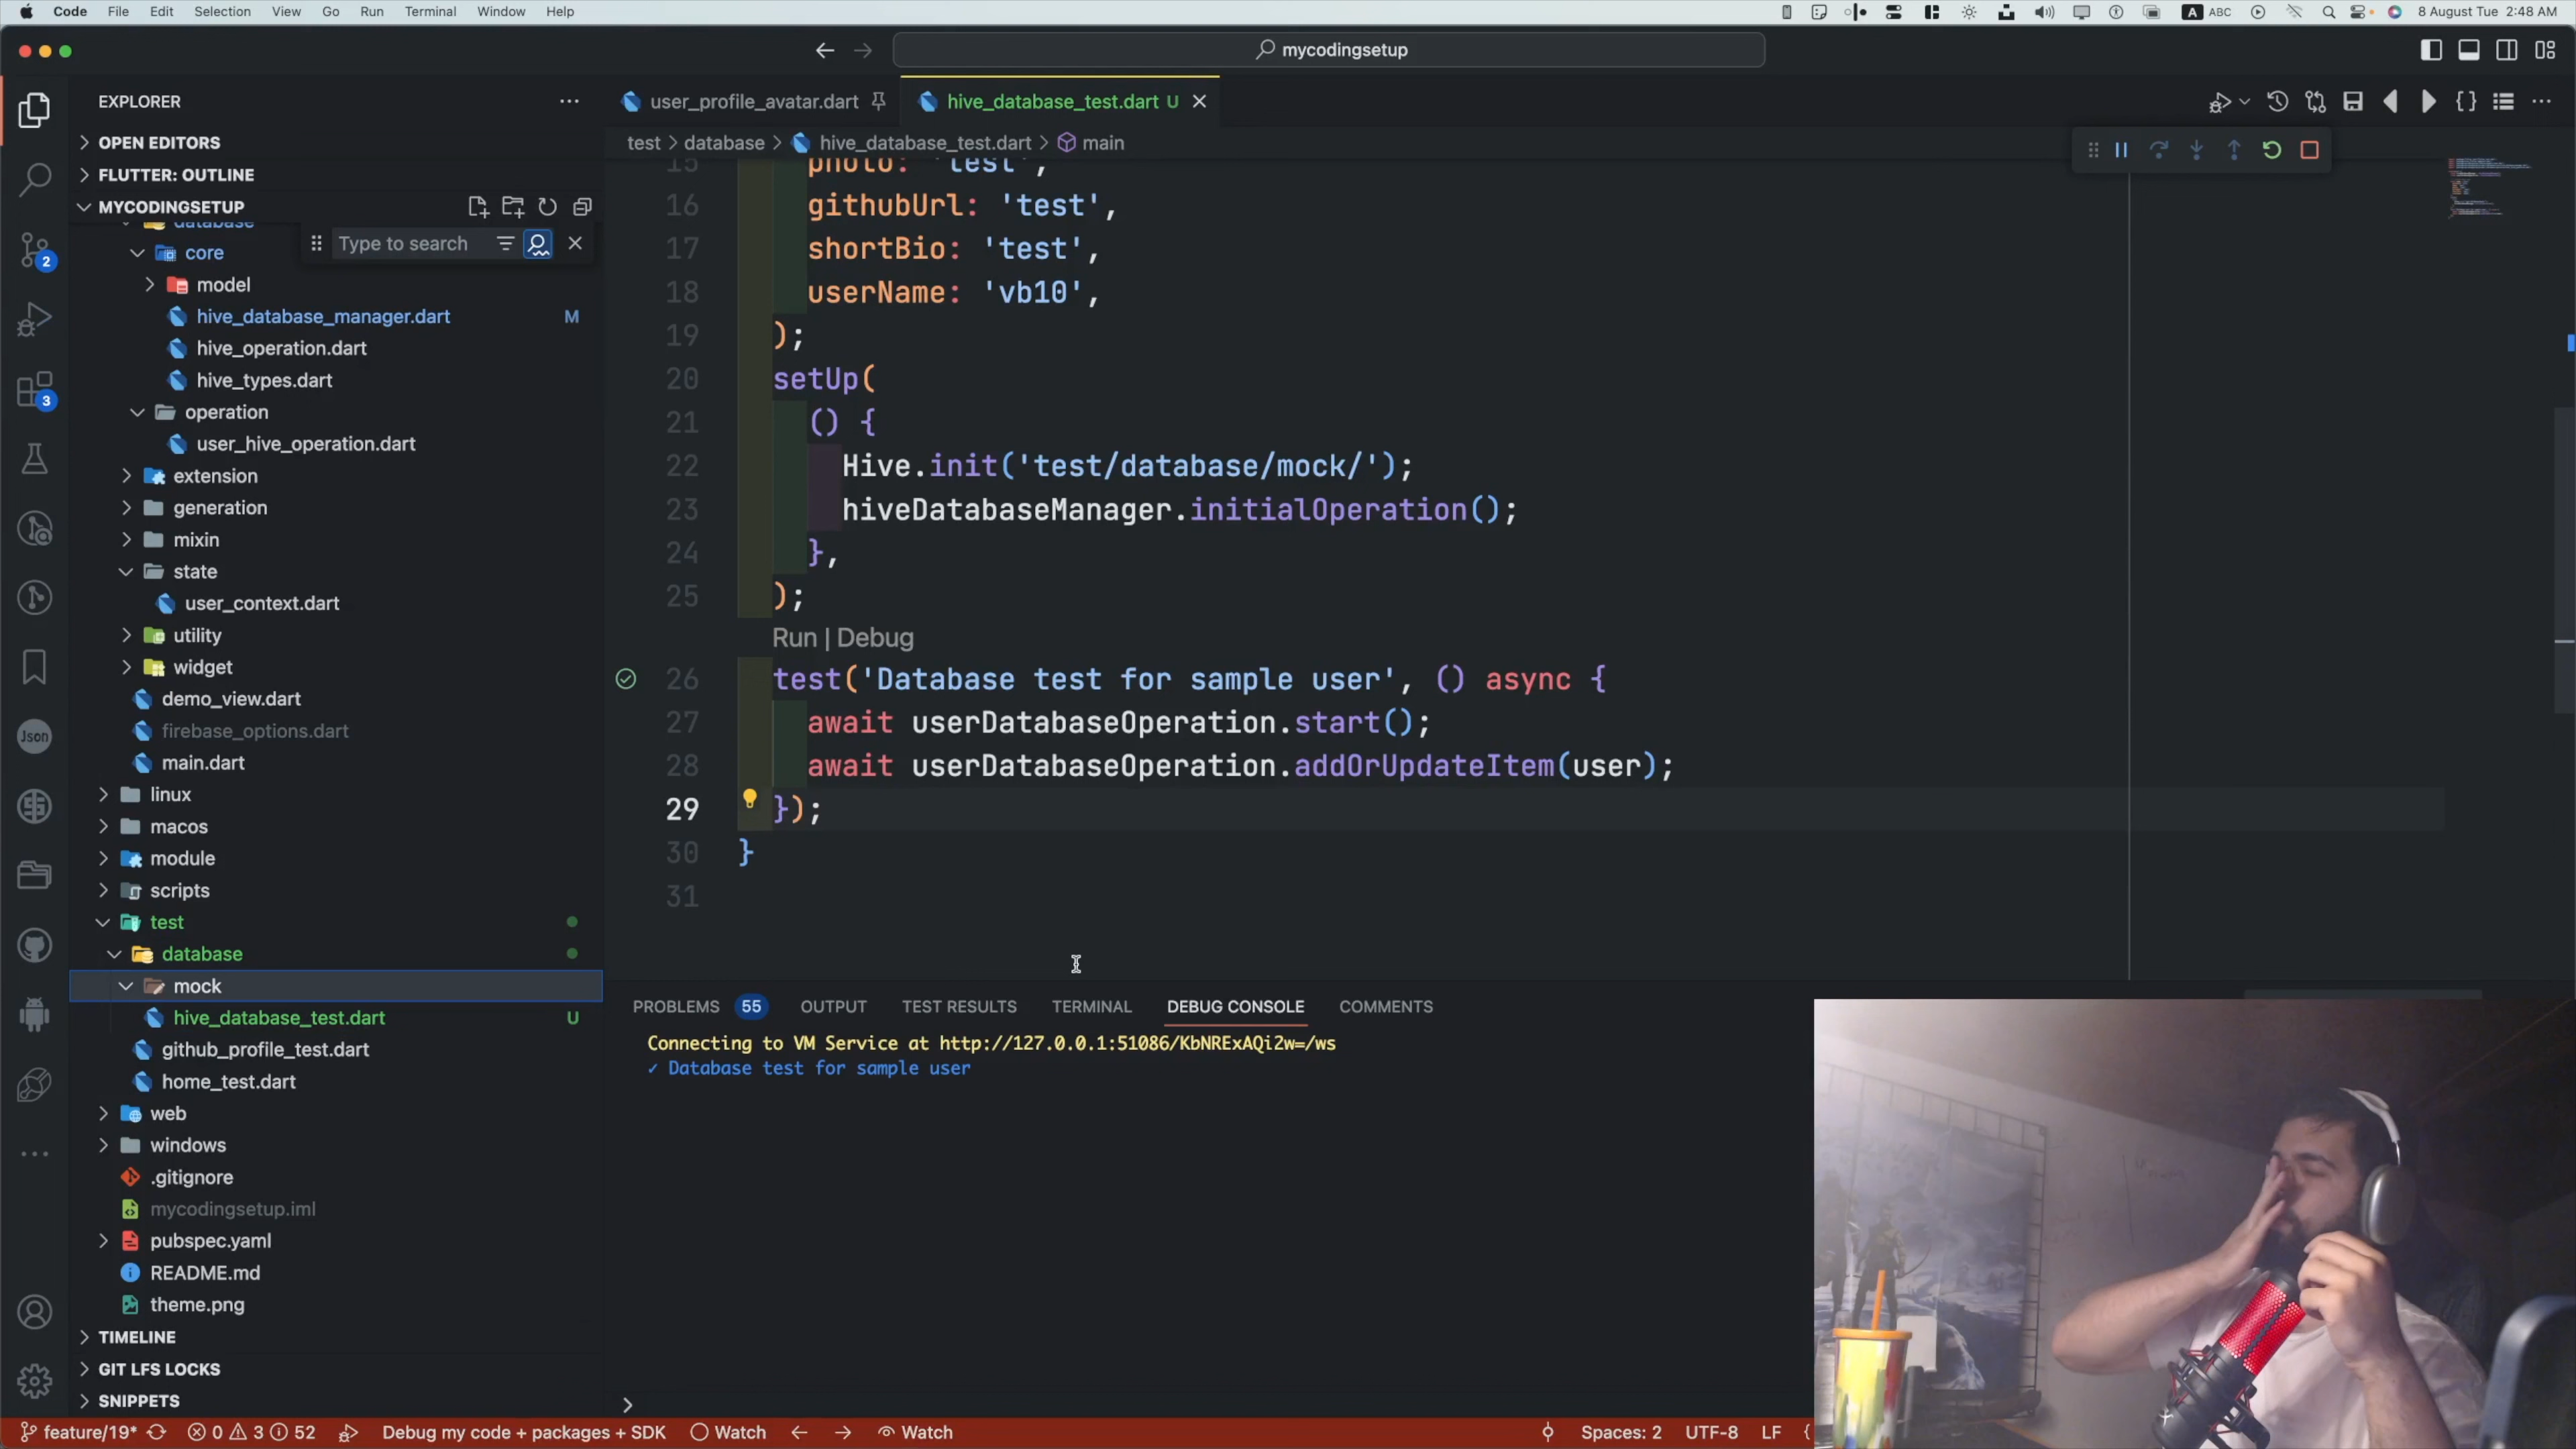 Code File Edit Selection View Go Run Terminal Window Help
A ABC
8 August Tue 2:48 AM
mycodingsetup
EXPLORER
OPEN EDITORS
FLUTTER: OUTLINE
MYCODINGSETUP
database
Type to search
core
model
hive_database_manager.dart M
hive_operation.dart
hive_types.dart
operation
user_hive_operation.dart
extension
generation
mixin
state
user_context.dart
utility
widget
demo_view.dart
firebase_options.dart
main.dart
linux
macos
module
scripts
test
database
mock
hive_database_test.dart U
github_profile_test.dart
home_test.dart
web
windows
.gitignore
mycodingsetup.iml
pubspec.yaml
README.md
theme.png
TIMELINE
GIT LFS LOCKS
SNIPPETS
2
3
Json
user_profile_avatar.dart
hive_database_test.dart U
test > database > hive_database_test.dart > main
15 photo: 'test',
16 githubUrl: 'test',
17 shortBio: 'test',
18 userName: 'vb10',
19 );
20 setUp(
21 () {
22 Hive.init('test/database/mock/');
23 hiveDatabaseManager.initialOperation();
24 },
25 );
Run | Debug
26 test('Database test for sample user', () async {
27 await userDatabaseOperation.start();
28 await userDatabaseOperation.addOrUpdateItem(user);
29 });
30 }
31
PROBLEMS 55 OUTPUT TEST RESULTS TERMINAL DEBUG CONSOLE COMMENTS
Connecting to VM Service at http://127.0.0.1:51086/KbNRExAQi2w=/ws
✓ Database test for sample user
feature/19* 0 3 52 Debug my code + packages + SDK Watch ← → Watch
Spaces: 2 UTF-8 LF {